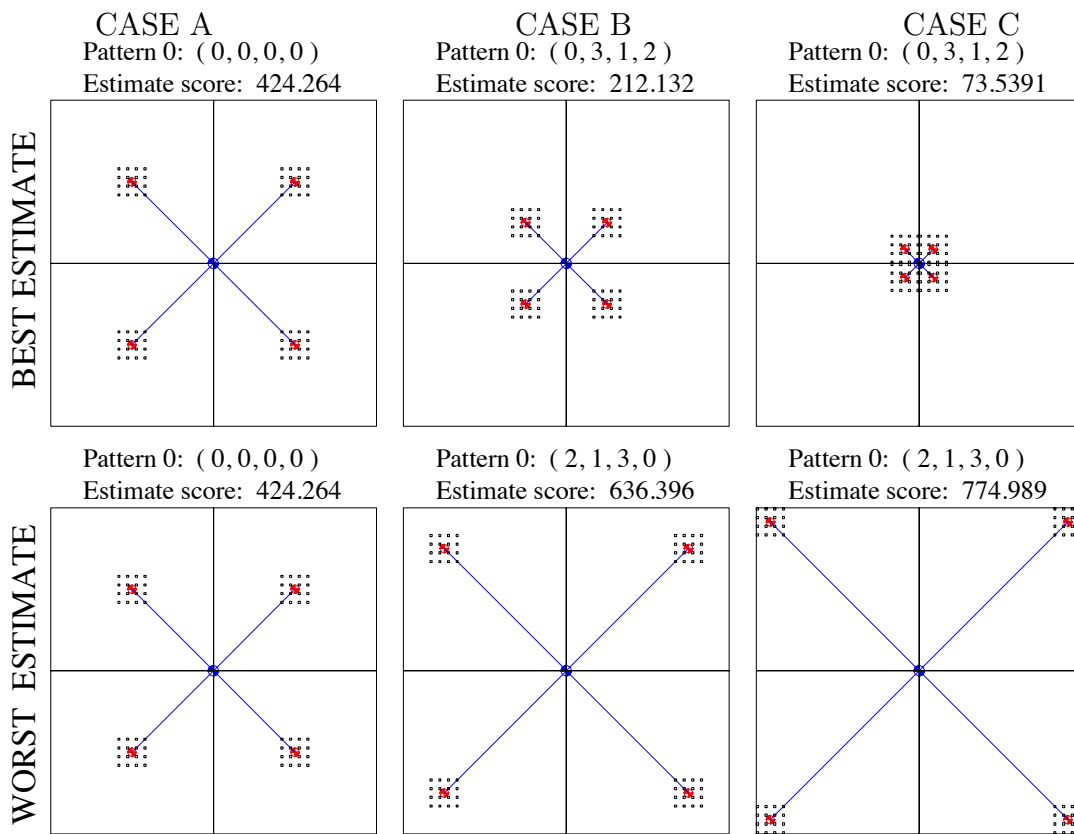 CASE A
CASE B
CASE C
Pattern 0: ( 0, 0, 0, 0 )
Estimate score: 424.264
Pattern 0: ( 0, 3, 1, 2 )
Estimate score: 212.132
Pattern 0: ( 0, 3, 1, 2 )
Estimate score: 73.5391
BEST ESTIMATE
Pattern 0: ( 0, 0, 0, 0 )
Estimate score: 424.264
Pattern 0: ( 2, 1, 3, 0 )
Estimate score: 636.396
Pattern 0: ( 2, 1, 3, 0 )
Estimate score: 774.989
WORST ESTIMATE